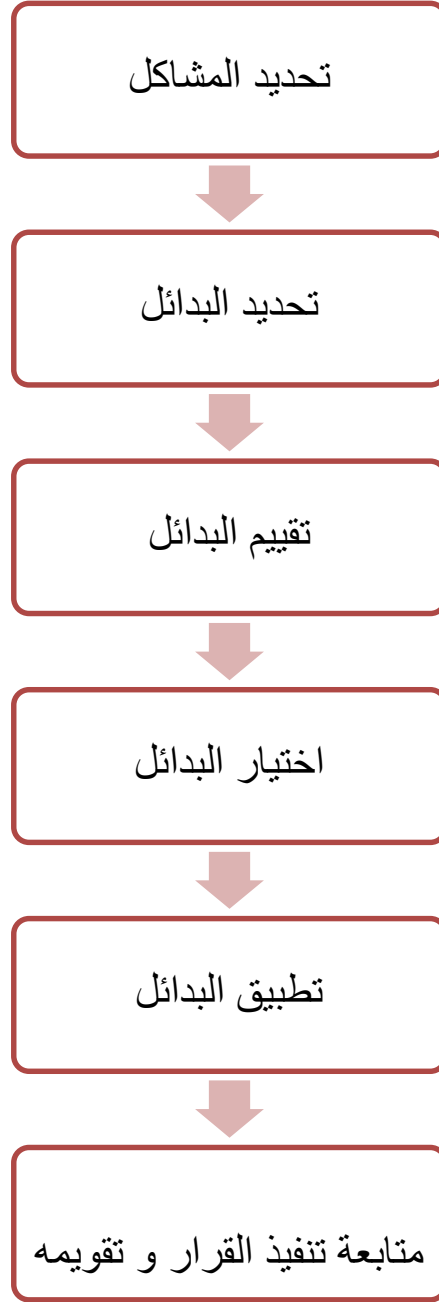 تحديد المشاكل
تحديد البدائل
تقييم البدائل
اختيار البدائل
تطبيق البدائل
متابعة تنفيذ القرار و تقويمه